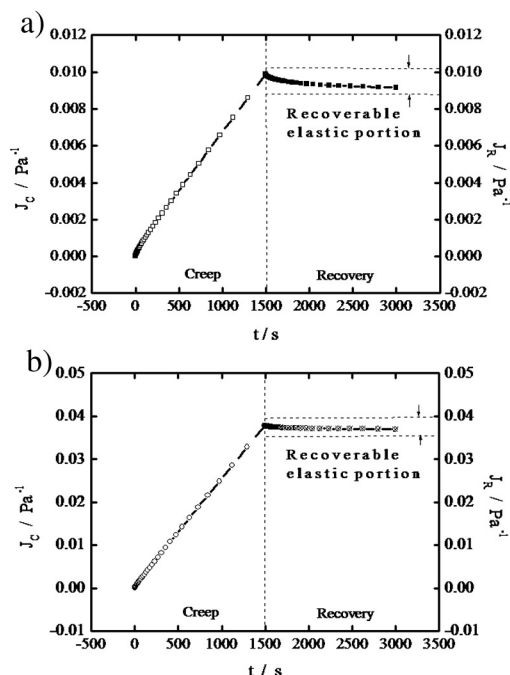 a)
0.012
0.010
0.008
0.006
0.004
0.002
0.000
-0.002
J_C / Pa⁻¹
Recoverable
elastic portion
Creep
Recovery
0.012
0.010
0.008
0.006
0.004
0.002
0.000
-0.002
J_R / Pa⁻¹
-500 0 500 1000 1500 2000 2500 3000 3500
t / s
b)
0.05
0.04
0.03
0.02
0.01
0.00
-0.01
J_C / Pa⁻¹
Recoverable
elastic portion
Creep
Recovery
0.05
0.04
0.03
0.02
0.01
0.00
-0.01
J_R / Pa⁻¹
-500 0 500 1000 1500 2000 2500 3000 3500
t / s